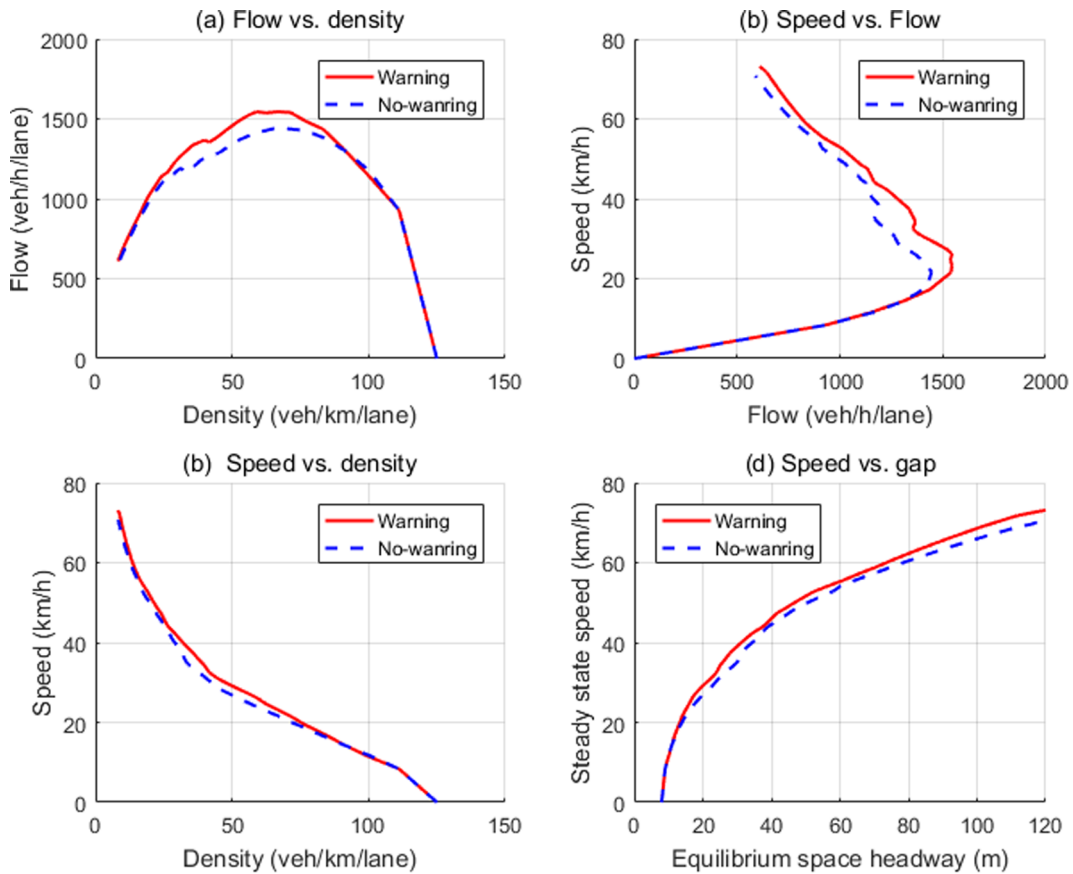 (a) Flow vs. density
Flow (veh/h/lane)
2000
1500
1000
500
0
0 50 100 150
Density (veh/km/lane)
Warning
No-wanring
(b) Speed vs. Flow
Speed (km/h)
80
60
40
20
0
0 500 1000 1500 2000
Flow (veh/h/lane)
Warning
No-wanring
(b) Speed vs. density
Speed (km/h)
80
60
40
20
0
0 50 100 150
Density (veh/km/lane)
Warning
No-wanring
(d) Speed vs. gap
Steady state speed (km/h)
80
60
40
20
0
0 20 40 60 80 100 120
Equilibrium space headway (m)
Warning
No-wanring